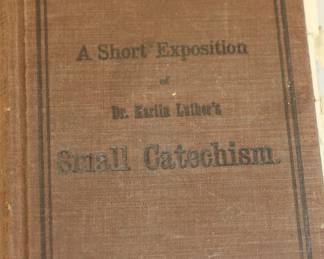 A Short Exposition
of
Dr. Martin Luther's
Small Catechism.